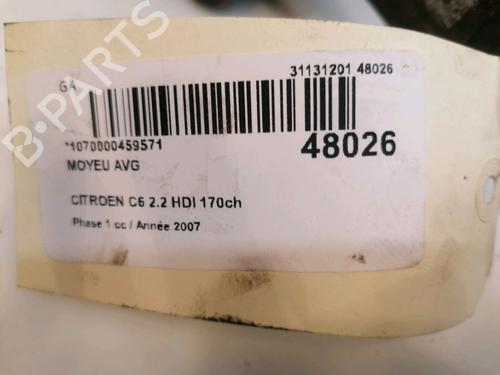 B-PARTS
GA
31131201 48026
*1070000459571
48026
MOYEU AVG
CITROEN C6 2.2 HDI 170ch
Phase 1 cc / Année 2007